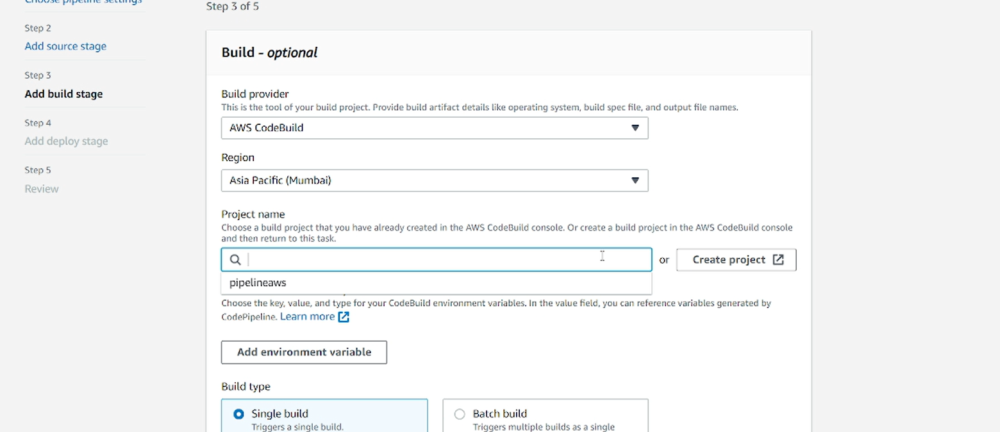 Choose pipeline settings
Step 2
Add source stage
Step 3
Add build stage
Step 4
Add deploy stage
Step 5
Review
Step 3 of 5
Build - optional
Build provider
This is the tool of your build project. Provide build artifact details like operating system, build spec file, and output file names.
AWS CodeBuild
Region
Asia Pacific (Mumbai)
Project name
Choose a build project that you have already created in the AWS CodeBuild console. Or create a build project in the AWS CodeBuild console
and then return to this task.
or
Create project
pipelineaws
Choose the key, value, and type for your CodeBuild environment variables. In the value field, you can reference variables generated by
CodePipeline. Learn more
Add environment variable
Build type
Single build
Triggers a single build.
Batch build
Triggers multiple builds as a single